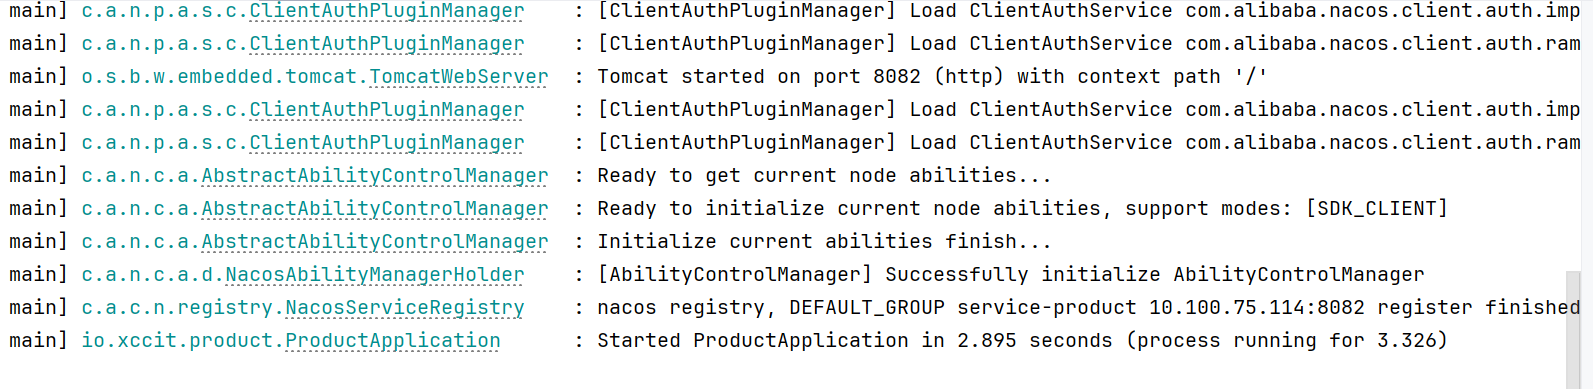 main] c.a.n.p.a.s.c.ClientAuthPluginManager : [ClientAuthPluginManager] Load ClientAuthService com.alibaba.nacos.client.auth.imp
main] c.a.n.p.a.s.c.ClientAuthPluginManager : [ClientAuthPluginManager] Load ClientAuthService com.alibaba.nacos.client.auth.ram
main] o.s.b.w.embedded.tomcat.TomcatWebServer : Tomcat started on port 8082 (http) with context path '/'
main] c.a.n.p.a.s.c.ClientAuthPluginManager : [ClientAuthPluginManager] Load ClientAuthService com.alibaba.nacos.client.auth.imp
main] c.a.n.p.a.s.c.ClientAuthPluginManager : [ClientAuthPluginManager] Load ClientAuthService com.alibaba.nacos.client.auth.ram
main] c.a.n.c.a.AbstractAbilityControlManager : Ready to get current node abilities...
main] c.a.n.c.a.AbstractAbilityControlManager : Ready to initialize current node abilities, support modes: [SDK_CLIENT]
main] c.a.n.c.a.AbstractAbilityControlManager : Initialize current abilities finish...
main] c.a.n.c.a.d.NacosAbilityManagerHolder : [AbilityControlManager] Successfully initialize AbilityControlManager
main] c.a.c.n.registry.NacosServiceRegistry : nacos registry, DEFAULT_GROUP service-product 10.100.75.114:8082 register finished
main] io.xccit.product.ProductApplication : Started ProductApplication in 2.895 seconds (process running for 3.326)